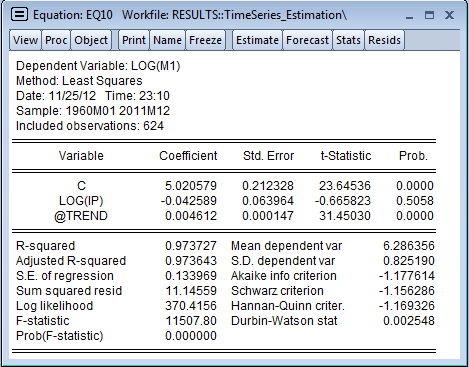 Equation: EQ10 Workfile: RESULTS::TimeSeries_Estimation\
View Proc Object Print Name Freeze Estimate Forecast Stats Resids
Dependent Variable: LOG(M1)
Method: Least Squares
Date: 11/25/12 Time: 23:10
Sample: 1960M01 2011M12
Included observations: 624
Variable Coefficient Std. Error t-Statistic Prob.
C 5.020579 0.212328 23.64536 0.0000
LOG(IP) -0.042589 0.063964 -0.665823 0.5058
@TREND 0.004612 0.000147 31.45030 0.0000
R-squared 0.973727 Mean dependent var 6.286356
Adjusted R-squared 0.973643 S.D. dependent var 0.825190
S.E. of regression 0.133969 Akaike info criterion -1.177614
Sum squared resid 11.14559 Schwarz criterion -1.156286
Log likelihood 370.4156 Hannan-Quinn criter. -1.169326
F-statistic 11507.80 Durbin-Watson stat 0.002548
Prob(F-statistic) 0.000000